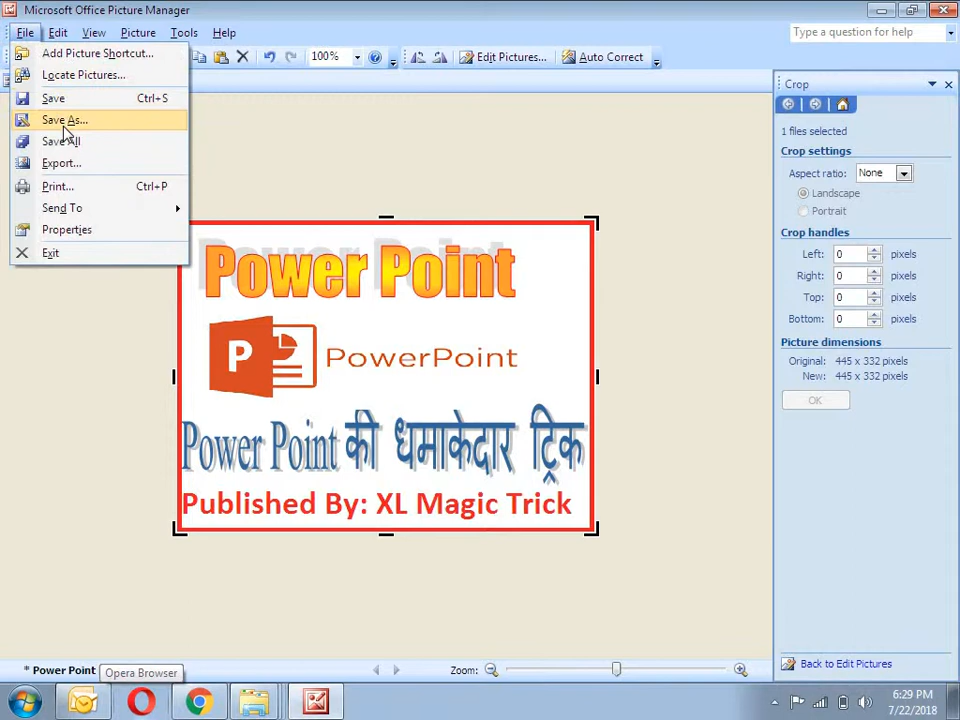 Microsoft Office Picture Manager
File Edit View Picture Tools Help
Type a question for help
100% Edit Pictures... Auto Correct
Add Picture Shortcut...
Locate Pictures...
Save Ctrl+S
Save As...
Save All
Export...
Print... Ctrl+P
Send To
Properties
Exit
Crop
1 files selected
Crop settings
Aspect ratio: None
Landscape
Portrait
Crop handles
Left: 0 pixels
Right: 0 pixels
Top: 0 pixels
Bottom: 0 pixels
Picture dimensions
Original: 445 x 332 pixels
New: 445 x 332 pixels
OK
Power Point
P PowerPoint
Power Point की धमाकेदार ट्रिक
Published By: XL Magic Trick
Back to Edit Pictures
* Power Point
Opera Browser
Zoom:
6:29 PM
7/22/2018